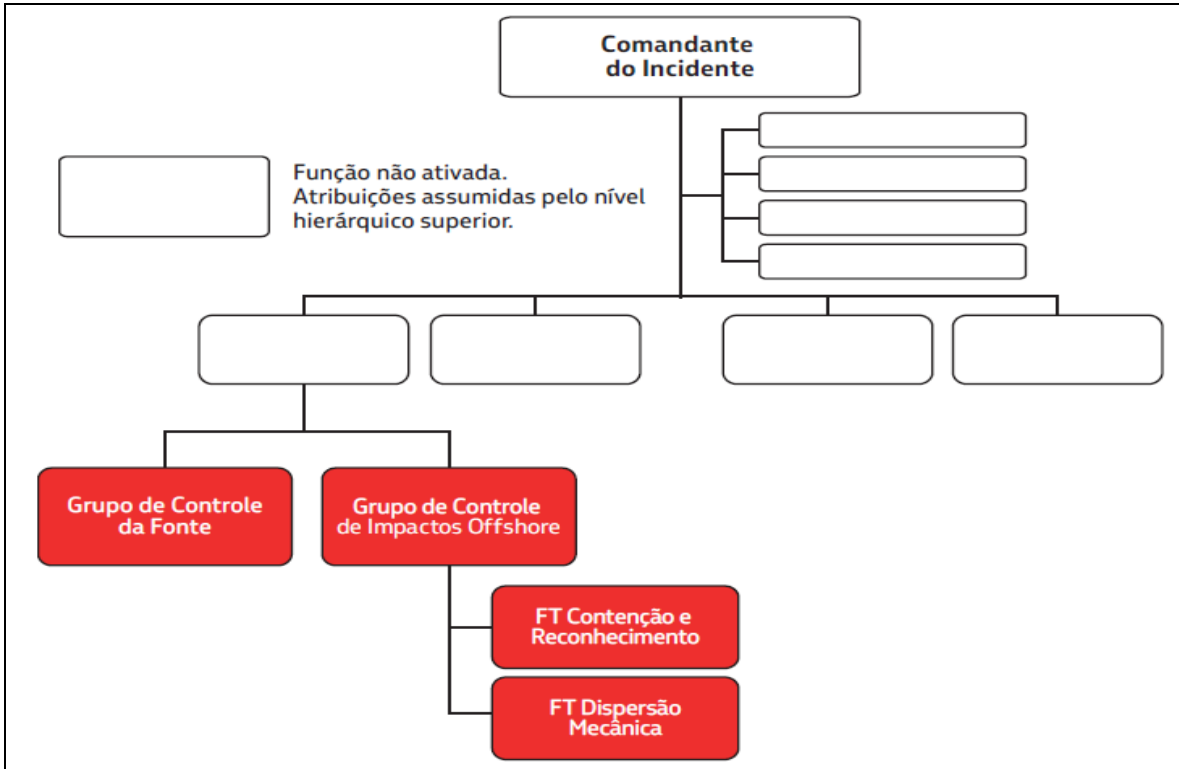 Comandante
do Incidente
Função não ativada.
Atribuições assumidas pelo nível
hierárquico superior.
Grupo de Controle
da Fonte
Grupo de Controle
de Impactos Offshore
FT Contenção e
Reconhecimento
FT Dispersão
Mecânica